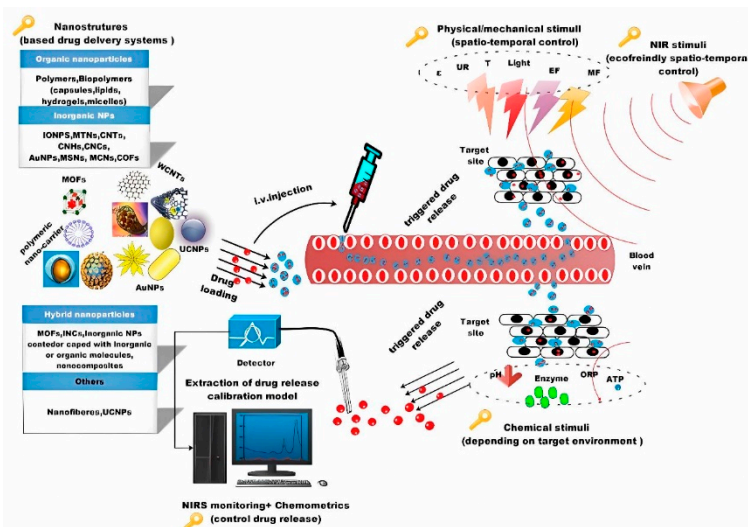 Nanostrutures
(based drug delvery systems )
Organic nanoparticles
Polymers,Biopolymers
(capsules,lipids,
hydrogels,micelles)
Inorganic NPs
IONPS,MTNs,CNTs,
CNHs,CNCs,
AuNPs,MSNs, MCNs,COFs
MOFs
WCNTs
polymeric
nano-carrier
UCNPs
AuNPs
Hybrid nanoparticles
MOFs,INCs,Inorganic NPs
contedor caped with inorganic
or organic molecules,
nanocomposites
Others
Nanofiberes,UCNPs
i.v.injection
Drug
loading
Detector
Extraction of drug release
calibration model
NIRS monitoring+ Chemometrics
(control drug release)
Physical/mechanical stimuli
(spatio-temporal control)
ε
UR
T
Light
EF
MF
NIR stimuli
(ecofreindly spatio-tempora
control)
Target
site
triggered drug
release
Blood
vein
triggered drug
release
Target
site
pH
Enzyme
ORP
ATP
Chemical stimuli
(depending on target environment )